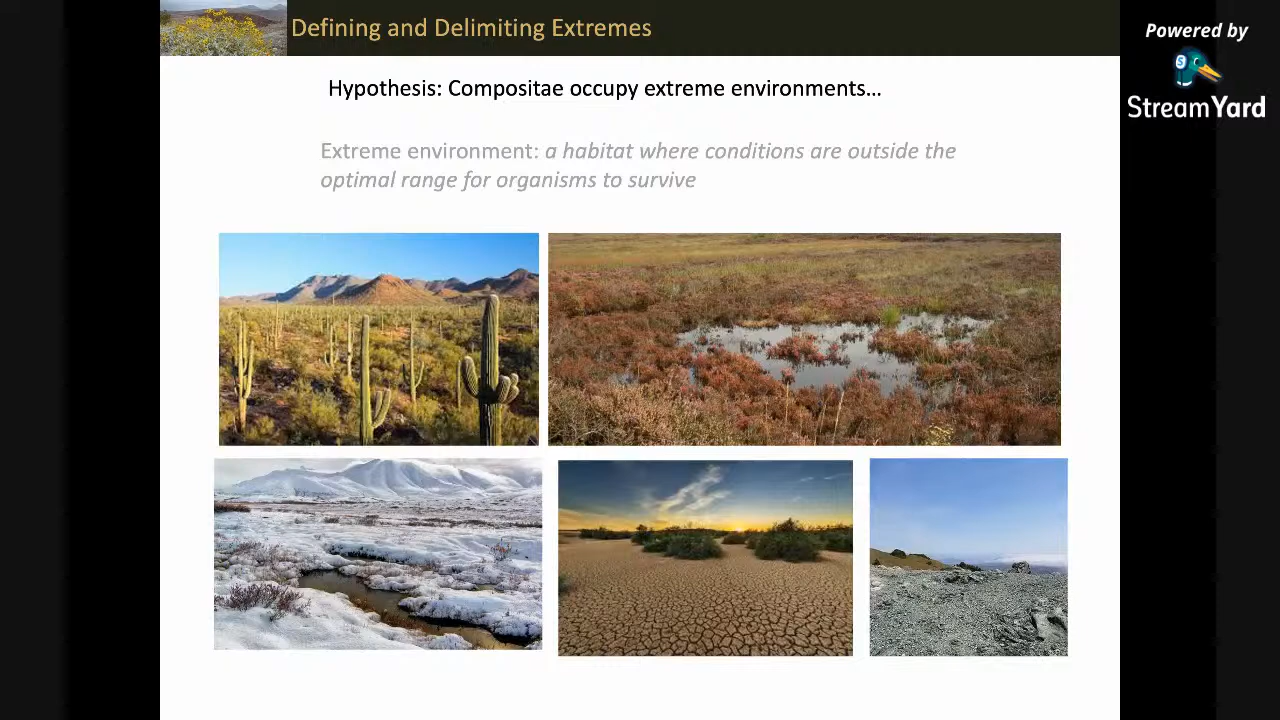 Defining and Delimiting Extremes
Powered by
StreamYard
Hypothesis: Compositae occupy extreme environments…
Extreme environment: a habitat where conditions are outside the
optimal range for organisms to survive